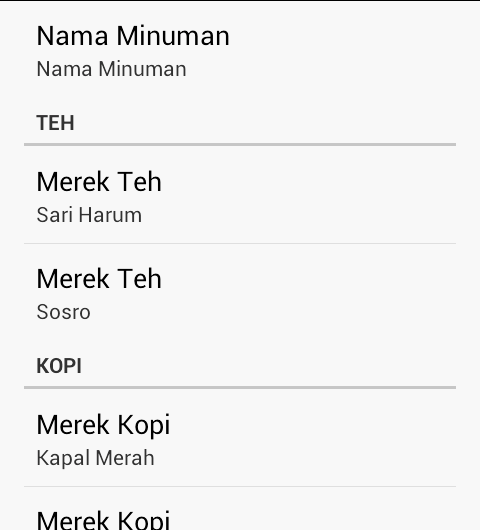 Nama Minuman
Nama Minuman
TEH
Merek Teh
Sari Harum
Merek Teh
Sosro
KOPI
Merek Kopi
Kapal Merah
Merek Kopi